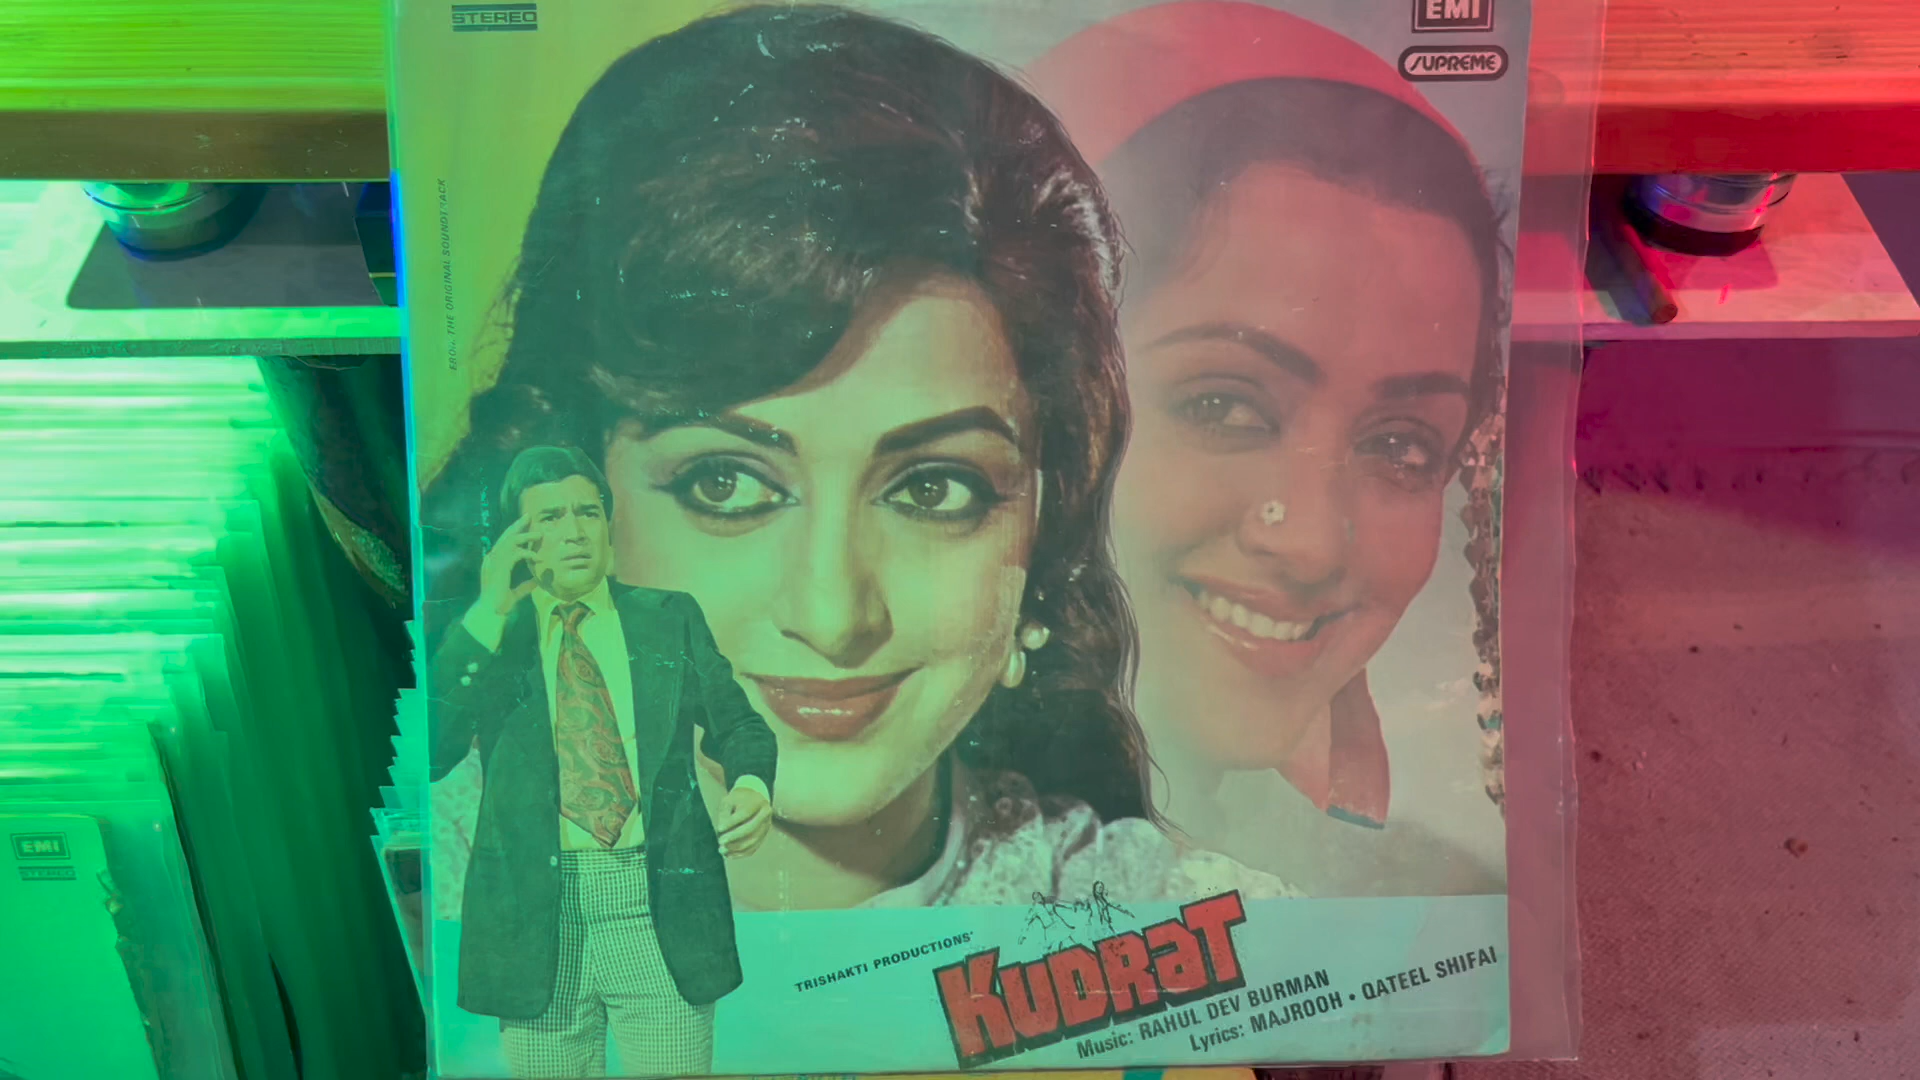 STEREO
EMI
SUPREME
FROM THE ORIGINAL SOUNDTRACK
TRISHAKTI PRODUCTIONS'
KUDRaT
Music: RAHUL DEV BURMAN
Lyrics: MAJROOH • QATEEL SHIFAI
EMI
STEREO